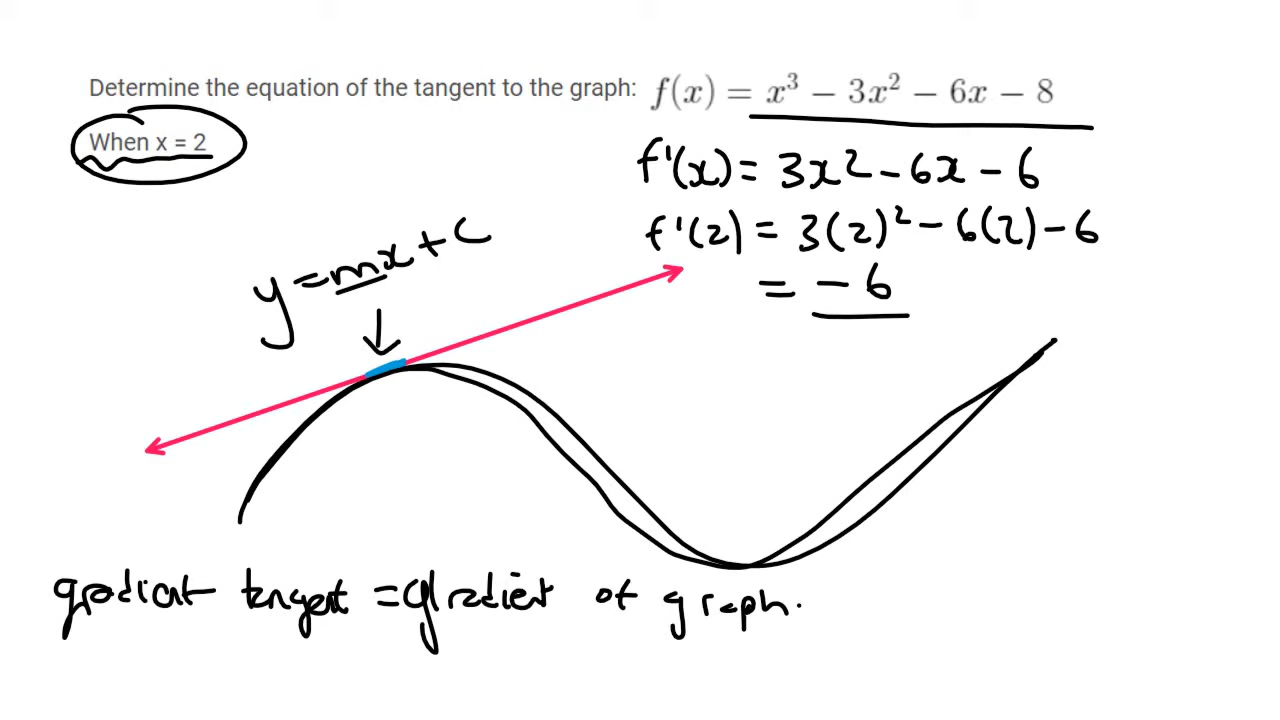 Determine the equation of the tangent to the graph: f(x) = x³ − 3x² − 6x − 8
When x = 2
f'(x) = 3x² − 6x − 6
f'(2) = 3(2)² − 6(2) − 6
= −6
y = mx + c
gradient tangent = gradient of graph.